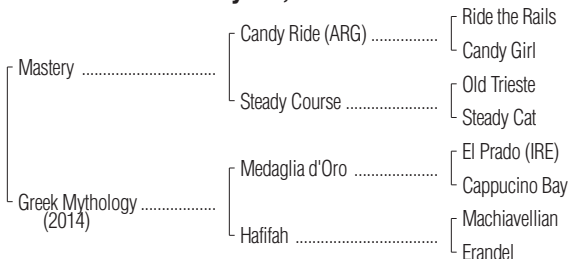 Ride the Rails
Candy Ride (ARG) ................
Candy Girl
Mastery ................................
Old Trieste
Steady Course ......................
Steady Cat
El Prado (IRE)
Medaglia d'Oro ....................
Cappucino Bay
Greek Mythology ..................
(2014)
Machiavellian
Hafifah ..................................
Erandel